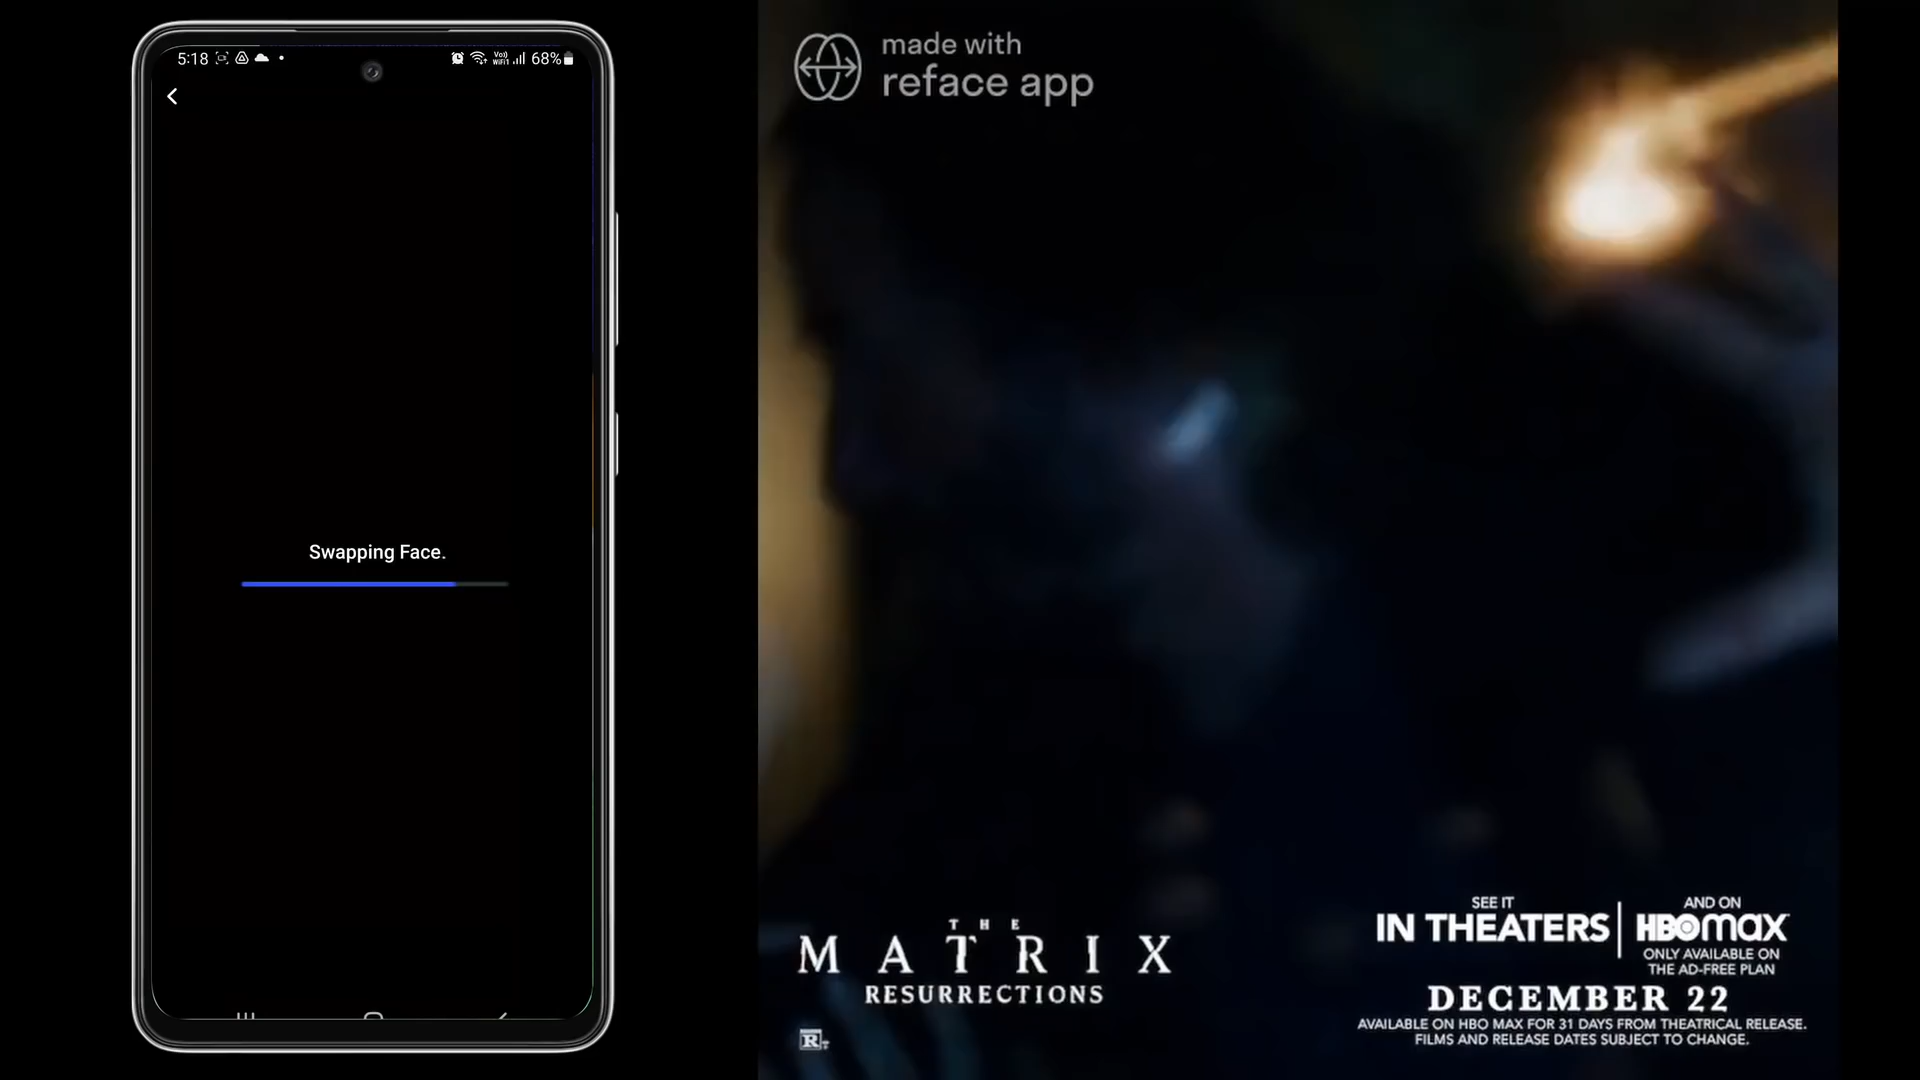 5:18
Vo)) WiFi1 68%
Swapping Face.
made with
reface app
THE
MATRIX
RESURRECTIONS
R
SEE IT
IN THEATERS
AND ON
HBOMAX
ONLY AVAILABLE ON
THE AD-FREE PLAN
DECEMBER 22
AVAILABLE ON HBO MAX FOR 31 DAYS FROM THEATRICAL RELEASE.
FILMS AND RELEASE DATES SUBJECT TO CHANGE.